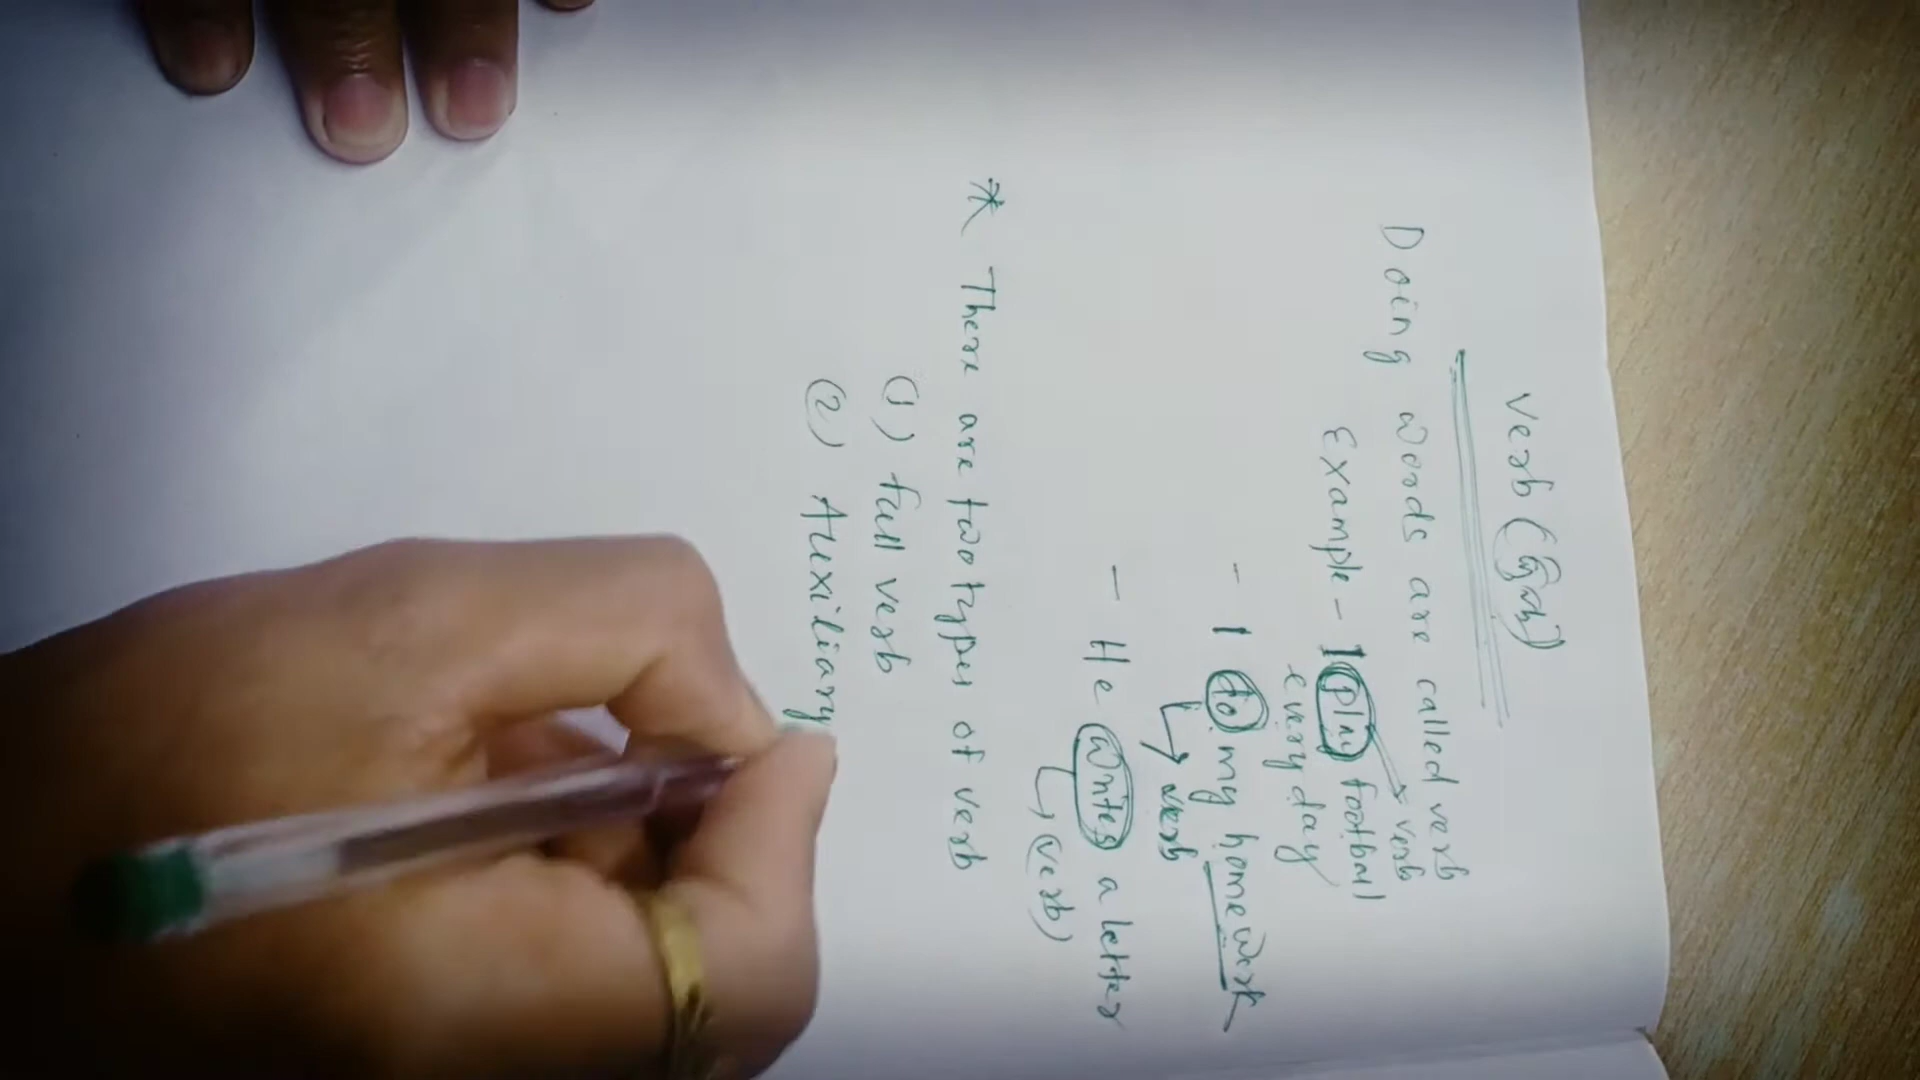 Verb (क्रिया)
Doing words are called verb
Example - I play football
verb
every day
- I do my homework
verb
- He writes a letter
(verb)
* There are two types of verb
(1) full verb
(2) Auxiliary